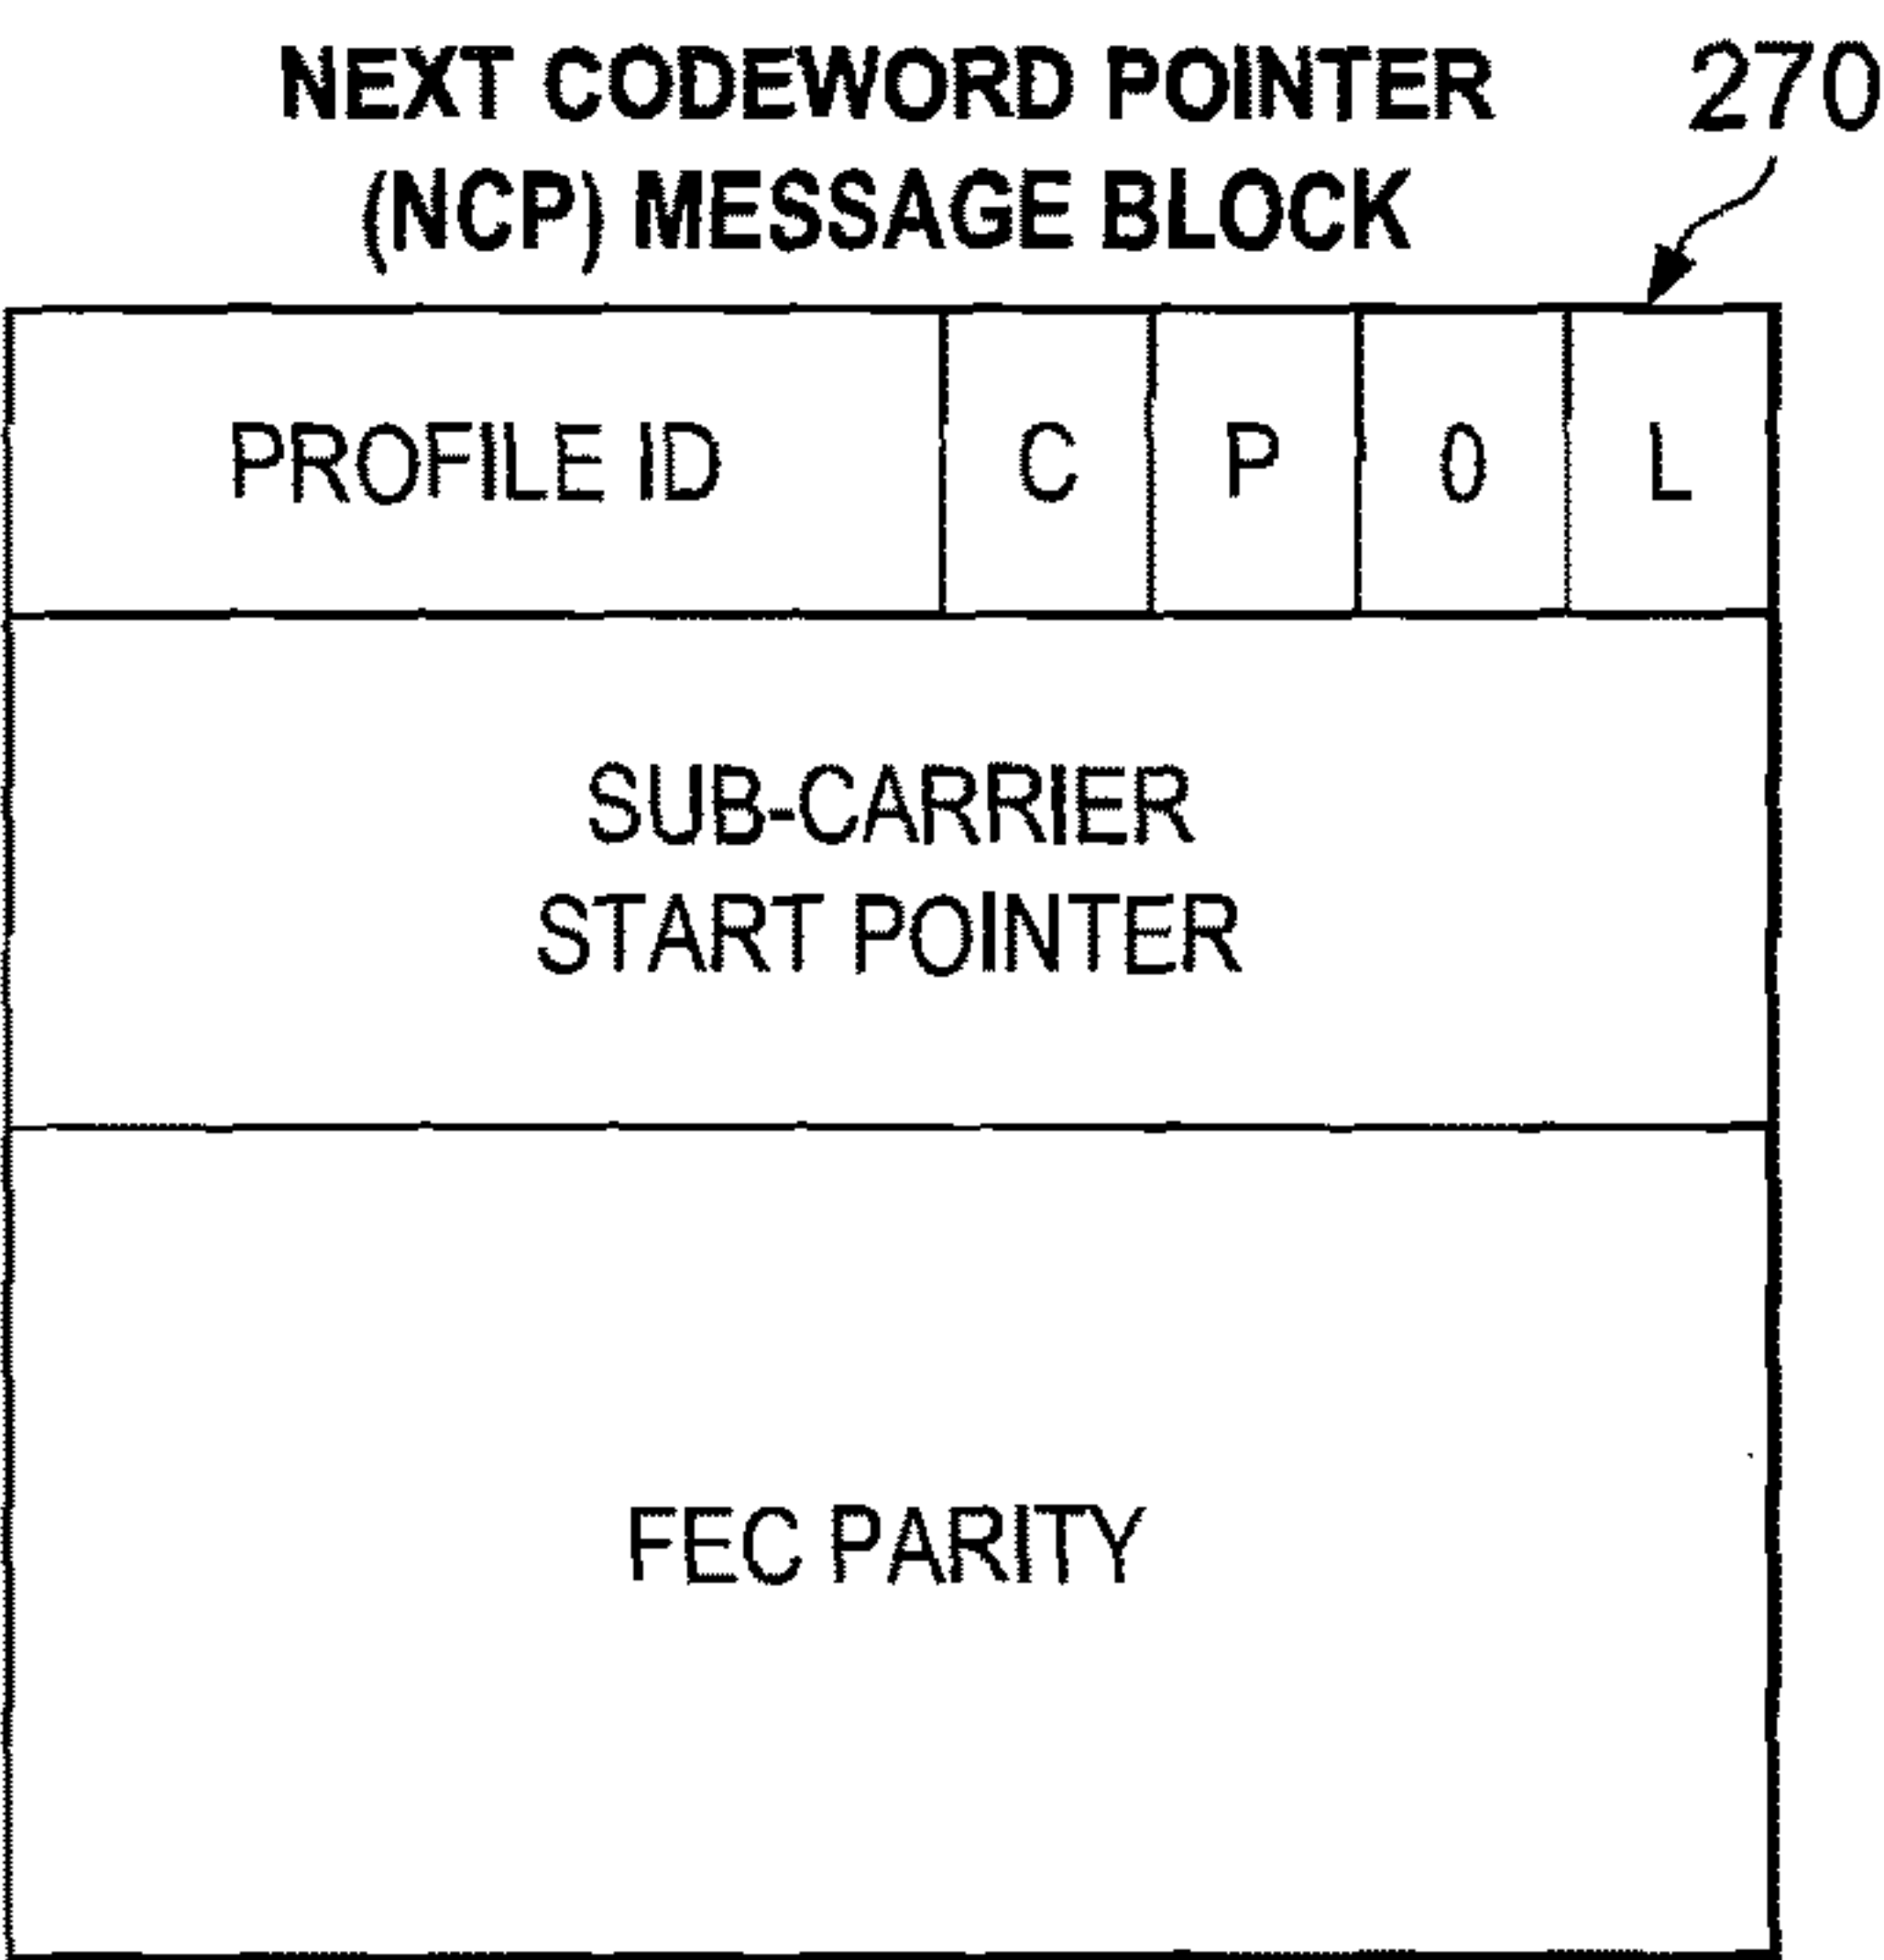 NEXT CODEWORD POINTER 270
(NCP) MESSAGE BLOCK
PROFILE ID C P 0 L
SUB-CARRIER
START POINTER
FEC PARITY